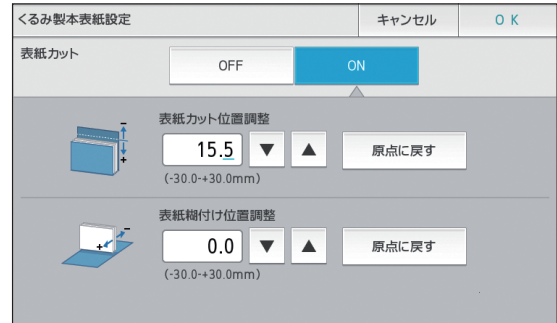 くるみ製本表紙設定
キャンセル
OK
表紙カット
OFF
ON
表紙カット位置調整
15.5
▼
▲
原点に戻す
(-30.0-+30.0mm)
表紙糊付け位置調整
0.0
▼
▲
原点に戻す
(-30.0-+30.0mm)